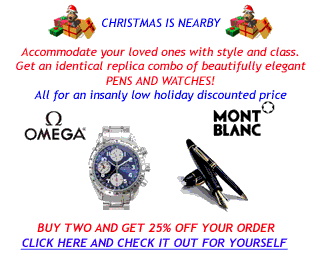 CHRISTMAS IS NEARBY
Accommodate your loved ones with style and class.
Get an identical replica combo of beautifully elegant
PENS AND WATCHES!
All for an insanly low holiday discounted price
OMEGA
MONT
BLANC
BUY TWO AND GET 25% OFF YOUR ORDER
CLICK HERE AND CHECK IT OUT FOR YOURSELF